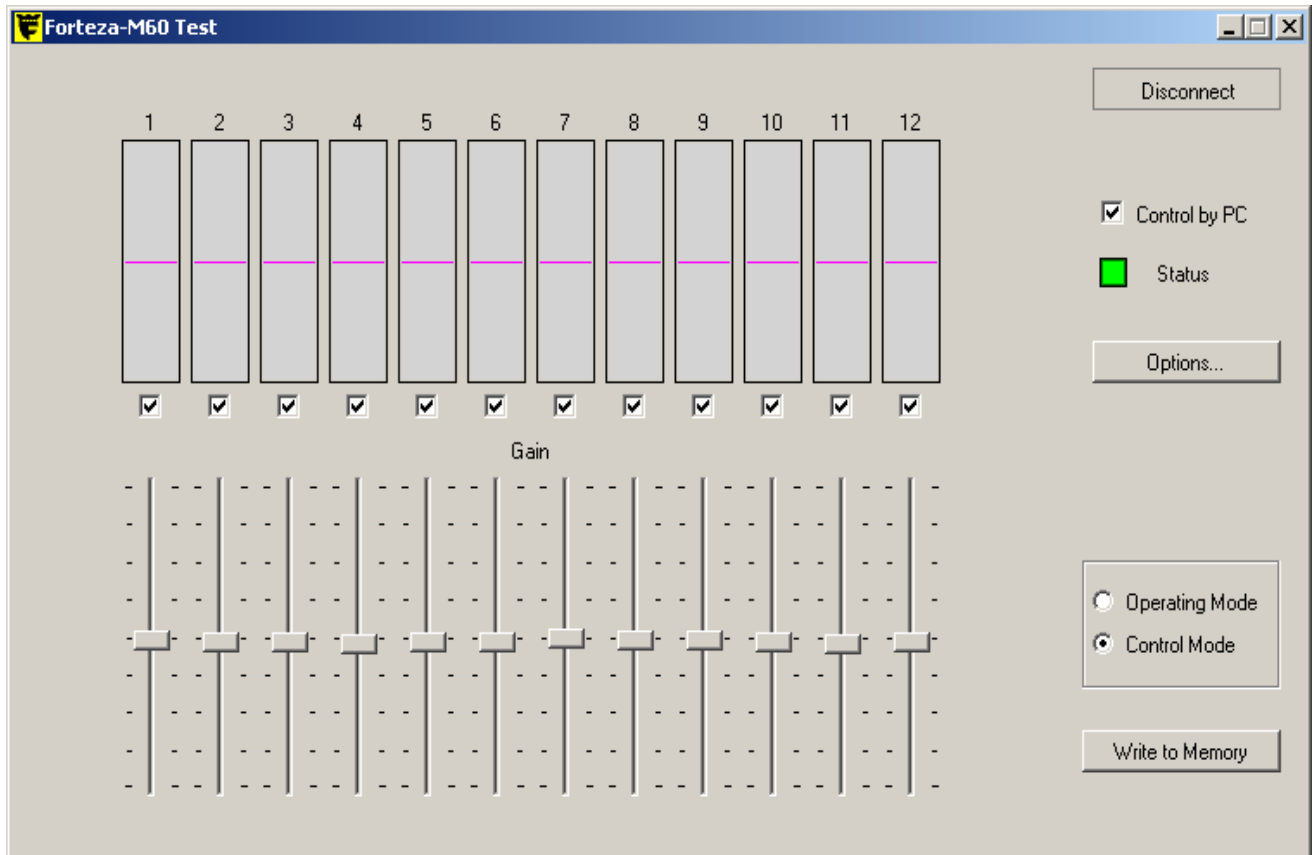 Forteza-M60 Test
Disconnect
1 2 3 4 5 6 7 8 9 10 11 12
Control by PC
Status
Options...
Gain
Operating Mode
Control Mode
Write to Memory